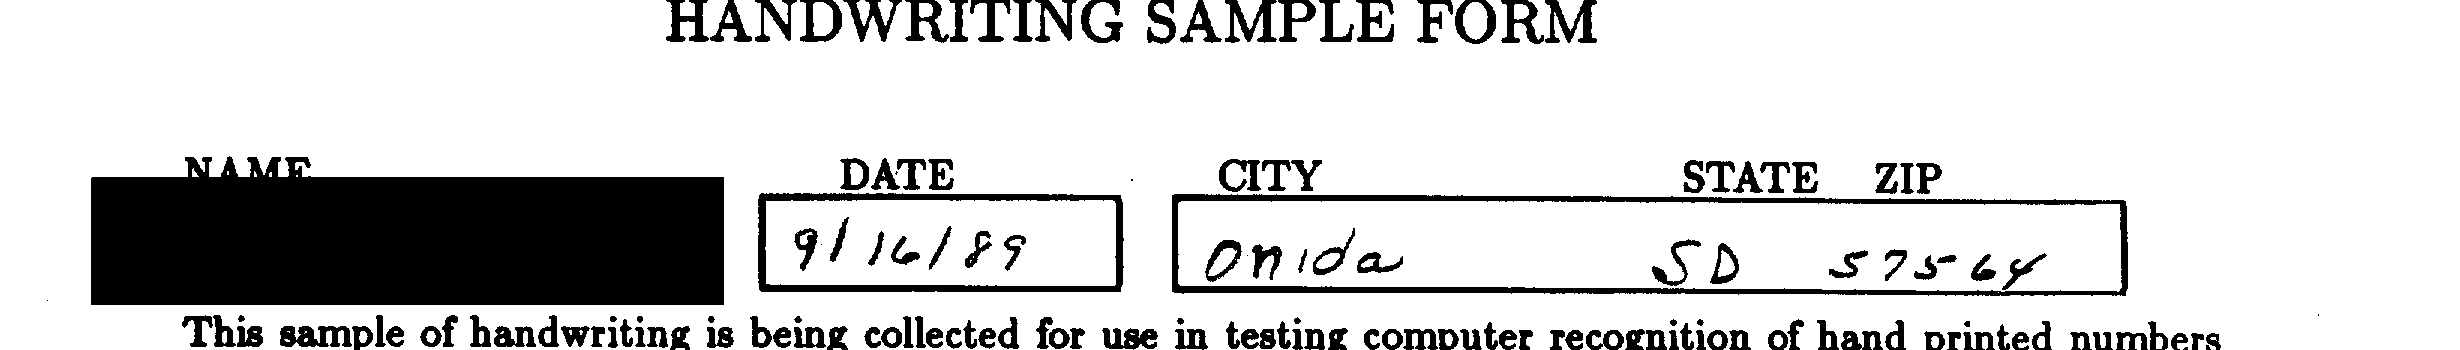 HANDWRITING SAMPLE FORM
NAME DATE CITY STATE ZIP
9/16/89 Onida SD 57564
This sample of handwriting is being collected for use in testing computer recognition of hand printed numbers